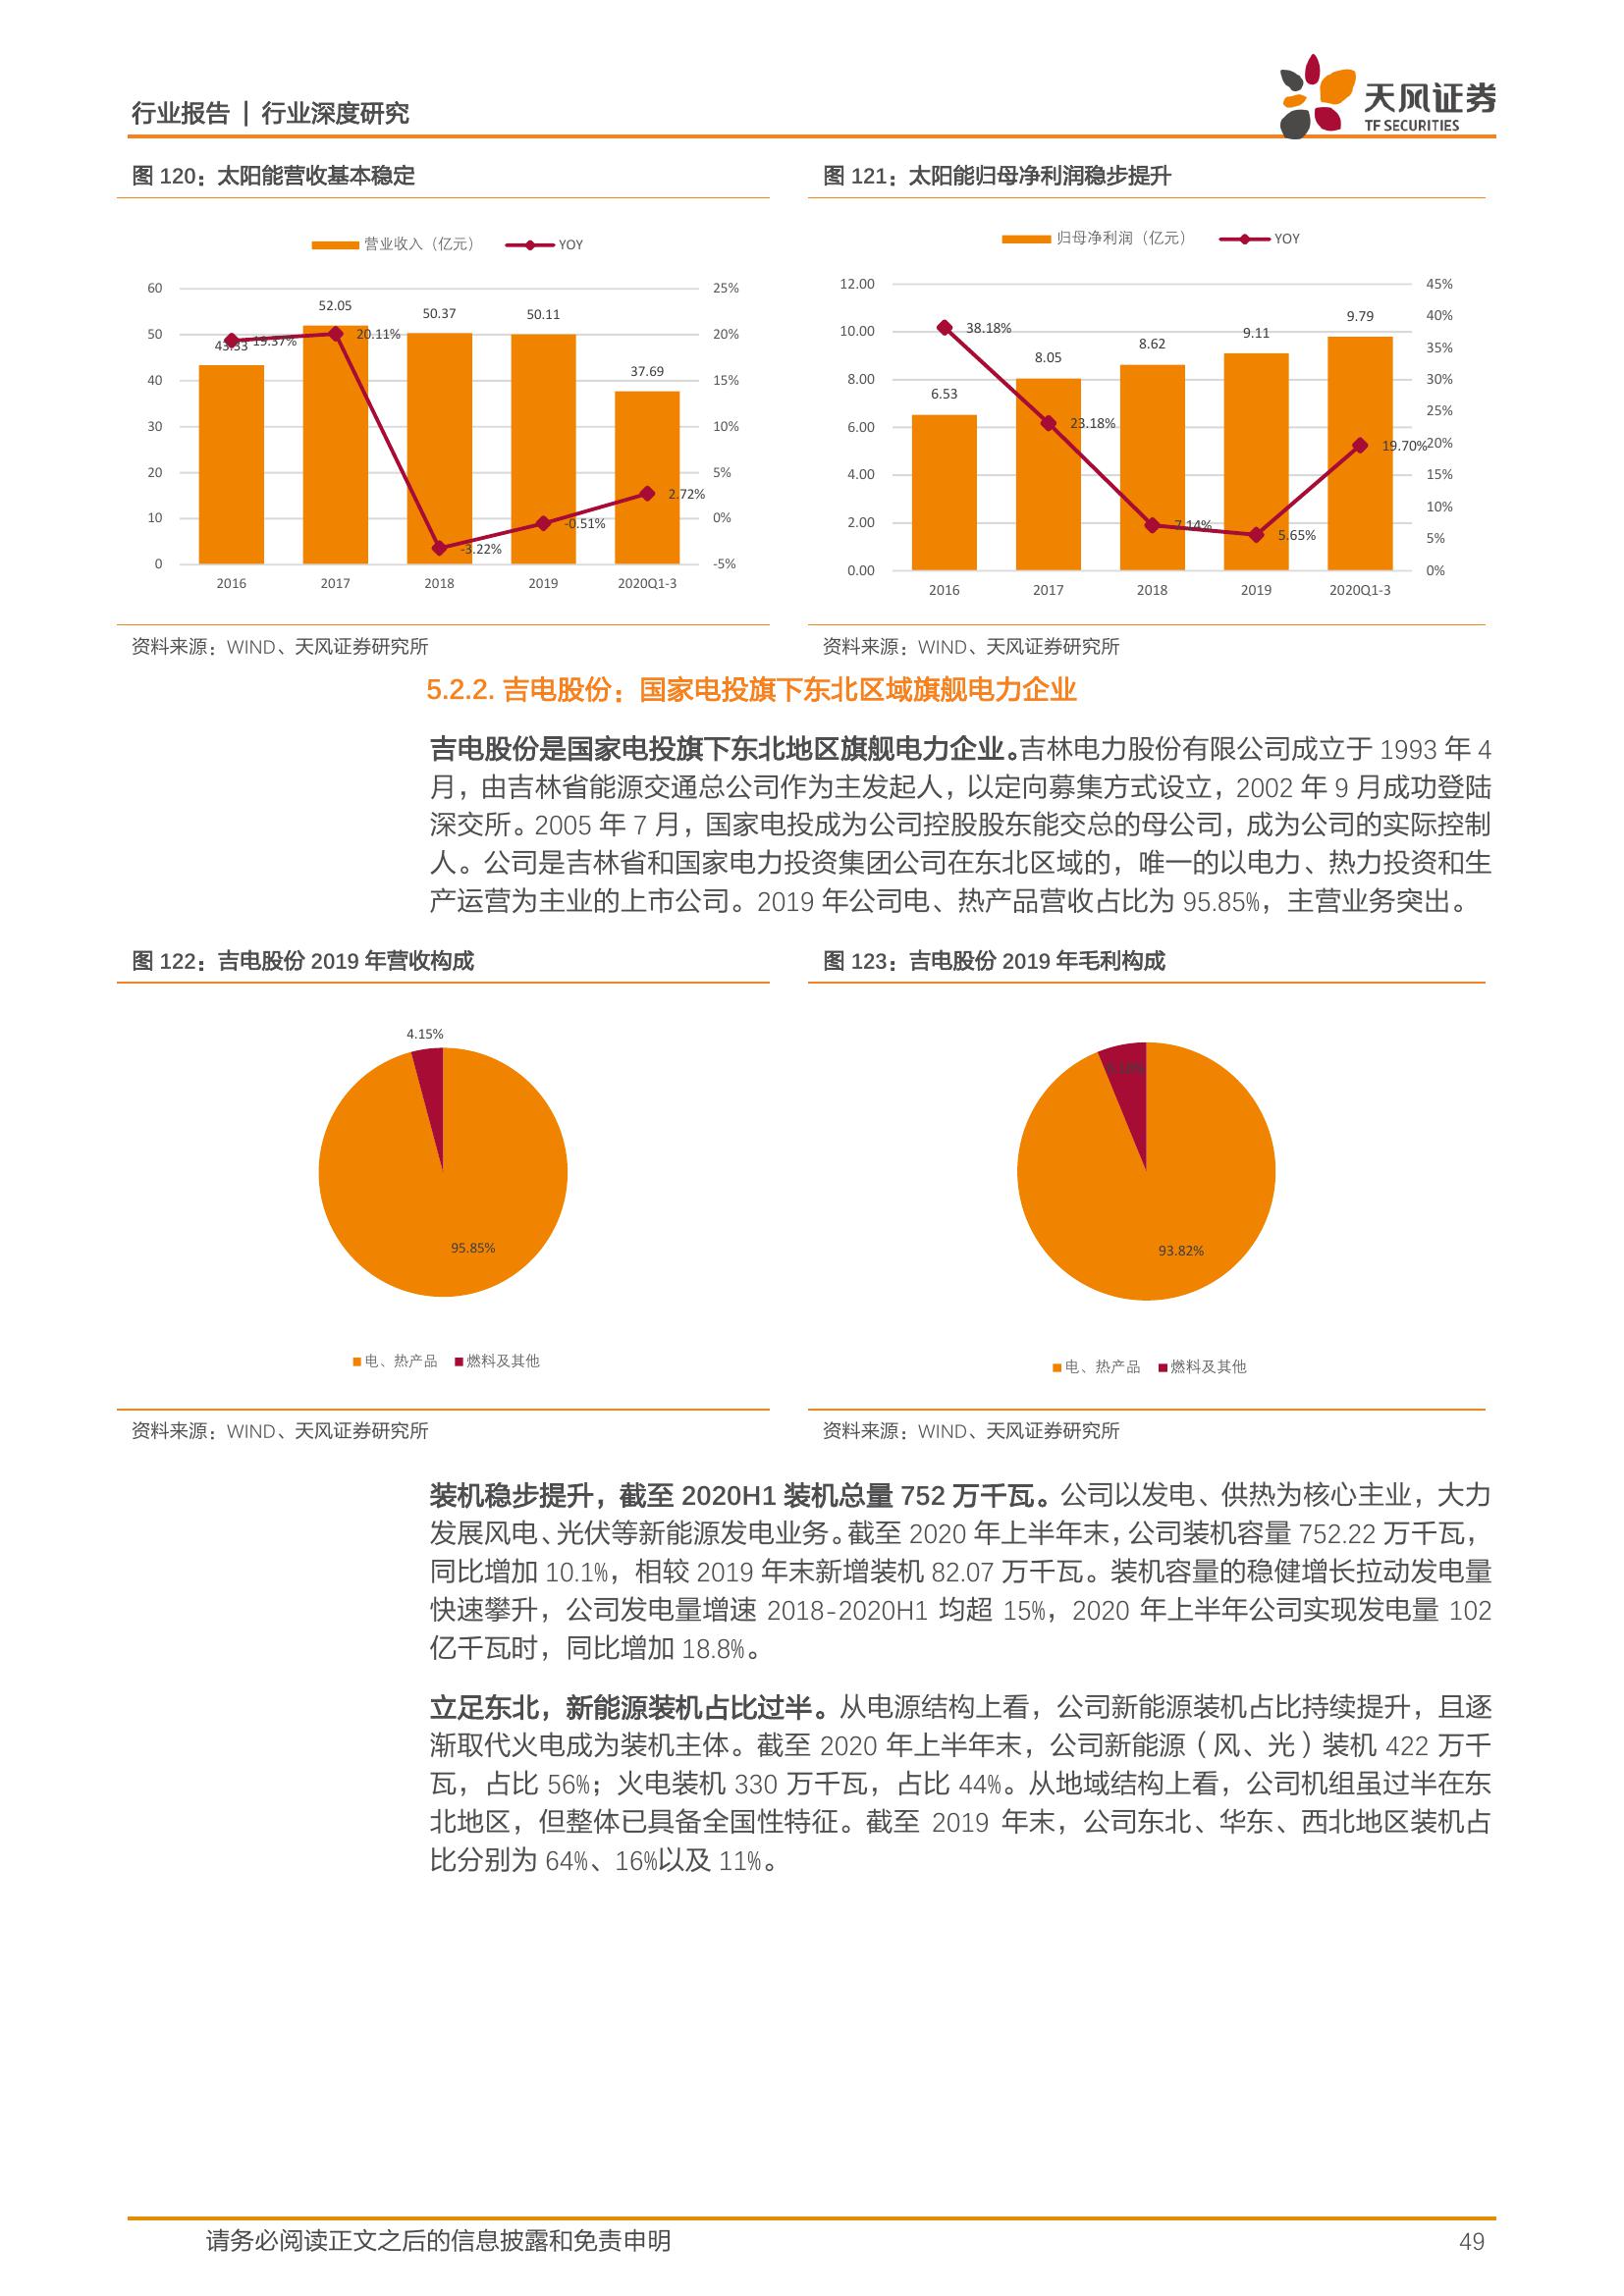 行业报告 | 行业深度研究
天风证券
TF SECURITIES
图 120：太阳能营收基本稳定
营业收入（亿元） YOY
60 50 40 30 20 10 0
25% 20% 15% 10% 5% 0% -5%
43.33 52.05 50.37 50.11 37.69
19.37% 20.11% -3.22% -0.51% 2.72%
2016 2017 2018 2019 2020Q1-3
资料来源：WIND、天风证券研究所
图 121：太阳能归母净利润稳步提升
归母净利润（亿元） YOY
12.00 10.00 8.00 6.00 4.00 2.00 0.00
45% 40% 35% 30% 25% 20% 15% 10% 5% 0%
6.53 8.05 8.62 9.11 9.79
38.18% 23.18% 7.14% 5.65% 19.70%
2016 2017 2018 2019 2020Q1-3
资料来源：WIND、天风证券研究所
5.2.2. 吉电股份：国家电投旗下东北区域旗舰电力企业
吉电股份是国家电投旗下东北地区旗舰电力企业。吉林电力股份有限公司成立于 1993 年 4
月，由吉林省能源交通总公司作为主发起人，以定向募集方式设立，2002 年 9 月成功登陆
深交所。2005 年 7 月，国家电投成为公司控股股东能交总的母公司，成为公司的实际控制
人。公司是吉林省和国家电力投资集团公司在东北区域的，唯一的以电力、热力投资和生
产运营为主业的上市公司。2019 年公司电、热产品营收占比为 95.85%，主营业务突出。
图 122：吉电股份 2019 年营收构成
4.15%
95.85%
电、热产品 燃料及其他
资料来源：WIND、天风证券研究所
图 123：吉电股份 2019 年毛利构成
93.82%
电、热产品 燃料及其他
资料来源：WIND、天风证券研究所
装机稳步提升，截至 2020H1 装机总量 752 万千瓦。公司以发电、供热为核心主业，大力
发展风电、光伏等新能源发电业务。截至 2020 年上半年末，公司装机容量 752.22 万千瓦，
同比增加 10.1%，相较 2019 年末新增装机 82.07 万千瓦。装机容量的稳健增长拉动发电量
快速攀升，公司发电量增速 2018-2020H1 均超 15%，2020 年上半年公司实现发电量 102
亿千瓦时，同比增加 18.8%。
立足东北，新能源装机占比过半。从电源结构上看，公司新能源装机占比持续提升，且逐
渐取代火电成为装机主体。截至 2020 年上半年末，公司新能源（风、光）装机 422 万千
瓦，占比 56%；火电装机 330 万千瓦，占比 44%。从地域结构上看，公司机组虽过半在东
北地区，但整体已具备全国性特征。截至 2019 年末，公司东北、华东、西北地区装机占
比分别为 64%、16%以及 11%。
请务必阅读正文之后的信息披露和免责申明
49